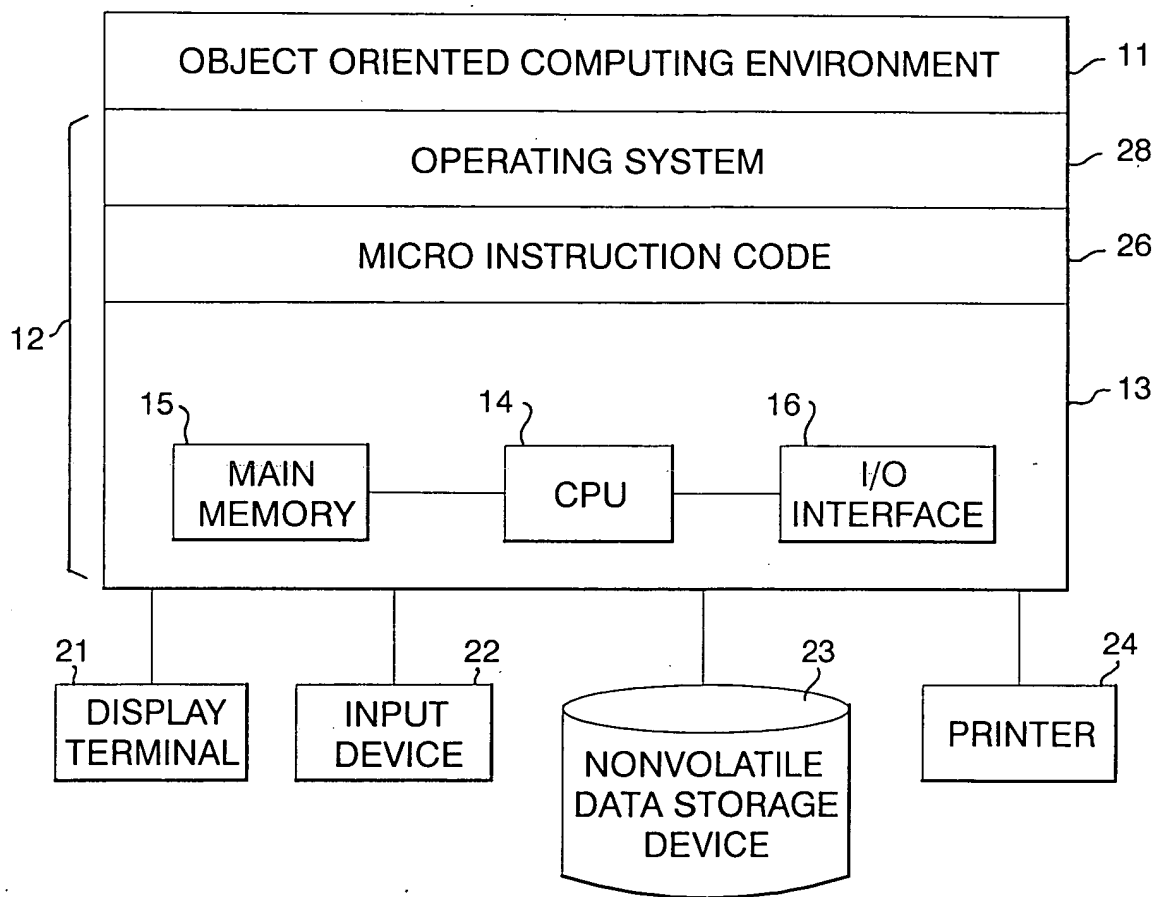 OBJECT ORIENTED COMPUTING ENVIRONMENT
11
OPERATING SYSTEM
28
MICRO INSTRUCTION CODE
26
12
13
15
14
16
MAIN
MEMORY
CPU
I/O
INTERFACE
21
22
23
24
DISPLAY
TERMINAL
INPUT
DEVICE
NONVOLATILE
DATA STORAGE
DEVICE
PRINTER